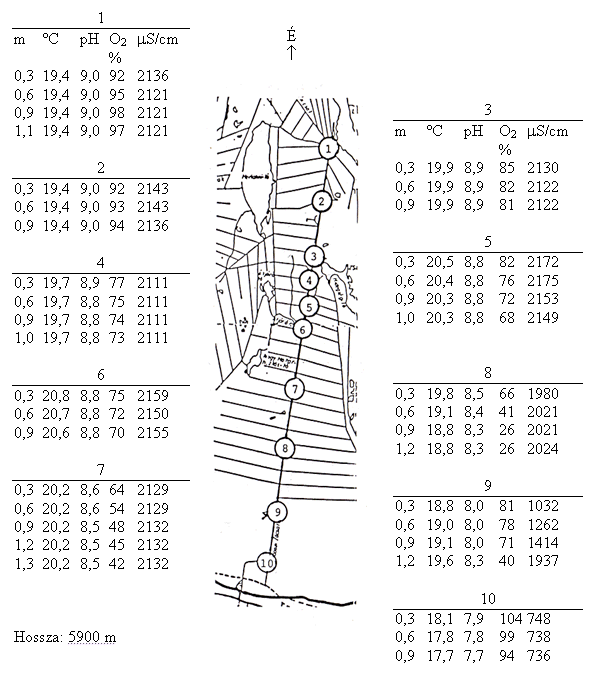 1
m °C pH O2 % µS/cm
0,3 19,4 9,0 92 2136
0,6 19,4 9,0 95 2121
0,9 19,4 9,0 98 2121
1,1 19,4 9,0 97 2121
2
0,3 19,4 9,0 92 2143
0,6 19,4 9,0 93 2143
0,9 19,4 9,0 94 2136
4
0,3 19,7 8,9 77 2111
0,6 19,7 8,8 75 2111
0,9 19,7 8,8 74 2111
1,0 19,7 8,8 73 2111
6
0,3 20,8 8,8 75 2159
0,6 20,7 8,8 72 2150
0,9 20,6 8,8 70 2155
7
0,3 20,2 8,6 64 2129
0,6 20,2 8,6 54 2129
0,9 20,2 8,5 48 2132
1,2 20,2 8,5 45 2132
1,3 20,2 8,5 42 2132
Hossza: 5900 m
É
↑
1
2
3
4
5
6
7
8
9
10
3
m °C pH O2 % µS/cm
0,3 19,9 8,9 85 2130
0,6 19,9 8,9 82 2122
0,9 19,9 8,9 81 2122
5
0,3 20,5 8,8 82 2172
0,6 20,4 8,8 76 2175
0,9 20,3 8,8 72 2153
1,0 20,3 8,8 68 2149
8
0,3 19,8 8,5 66 1980
0,6 19,1 8,4 41 2021
0,9 18,8 8,3 26 2021
1,2 18,8 8,3 26 2024
9
0,3 18,8 8,0 81 1032
0,6 19,0 8,0 78 1262
0,9 19,1 8,0 71 1414
1,2 19,6 8,3 40 1937
10
0,3 18,1 7,9 104 748
0,6 17,8 7,8 99 738
0,9 17,7 7,7 94 736